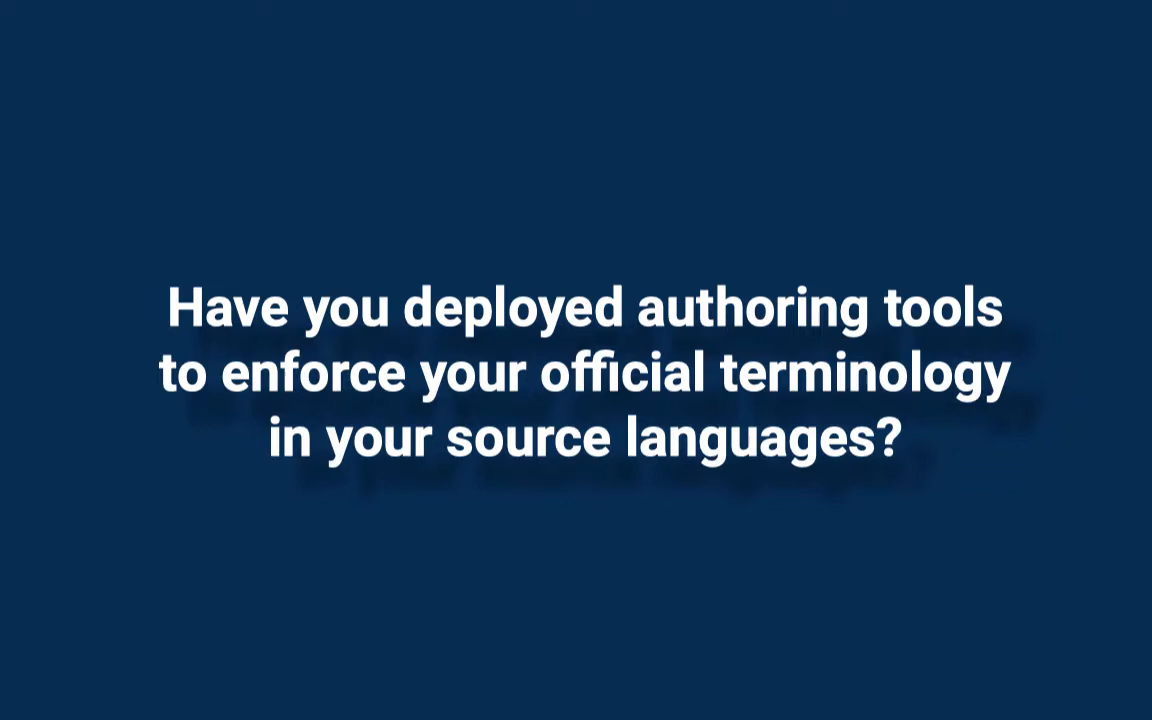 Have you deployed authoring tools
to enforce your official terminology
in your source languages?